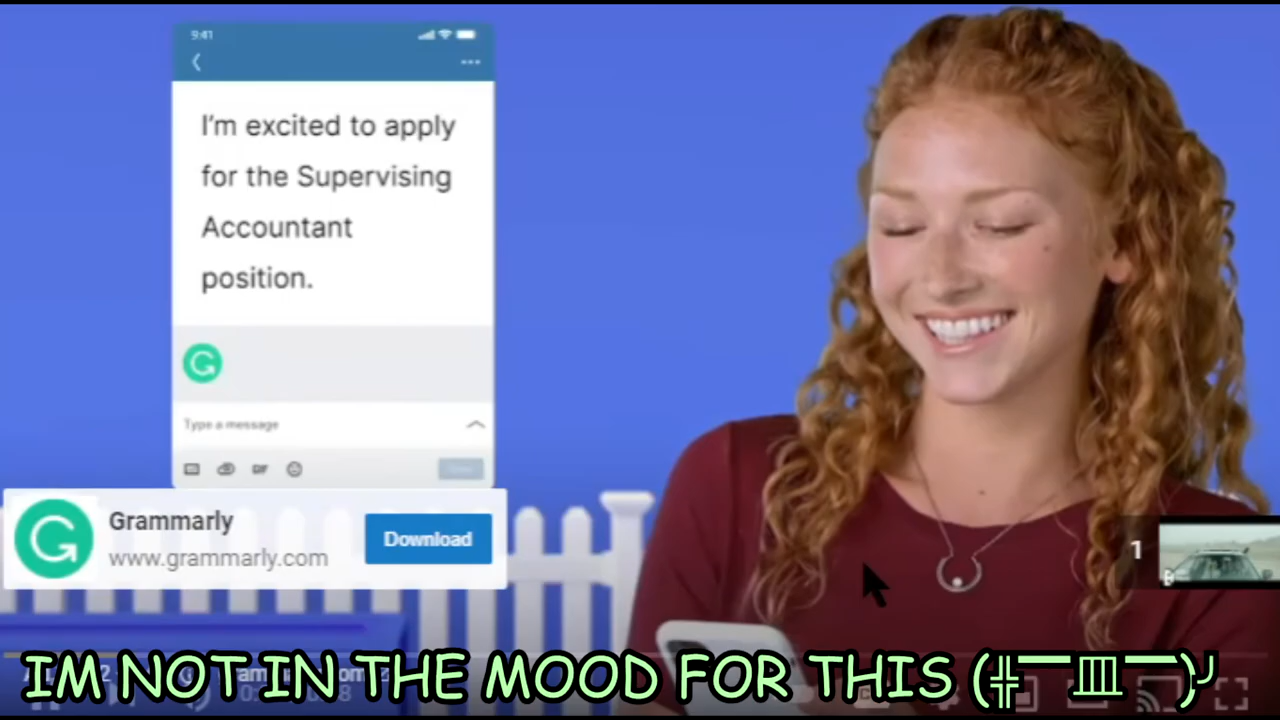 9:41
I'm excited to apply
for the Supervising
Accountant
position.
Type a message
GIF
Grammarly
www.grammarly.com
Download
1
IM NOT IN THE MOOD FOR THIS (╬ ̄皿 ̄)╯